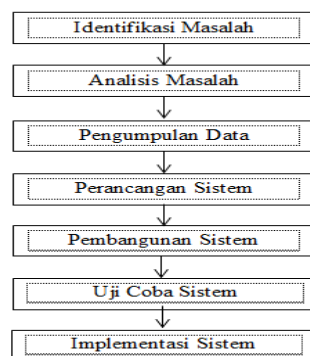 Identifikasi Masalah
Analisis Masalah
Pengumpulan Data
Perancangan Sistem
Pembangunan Sistem
Uji Coba Sistem
Implementasi Sistem